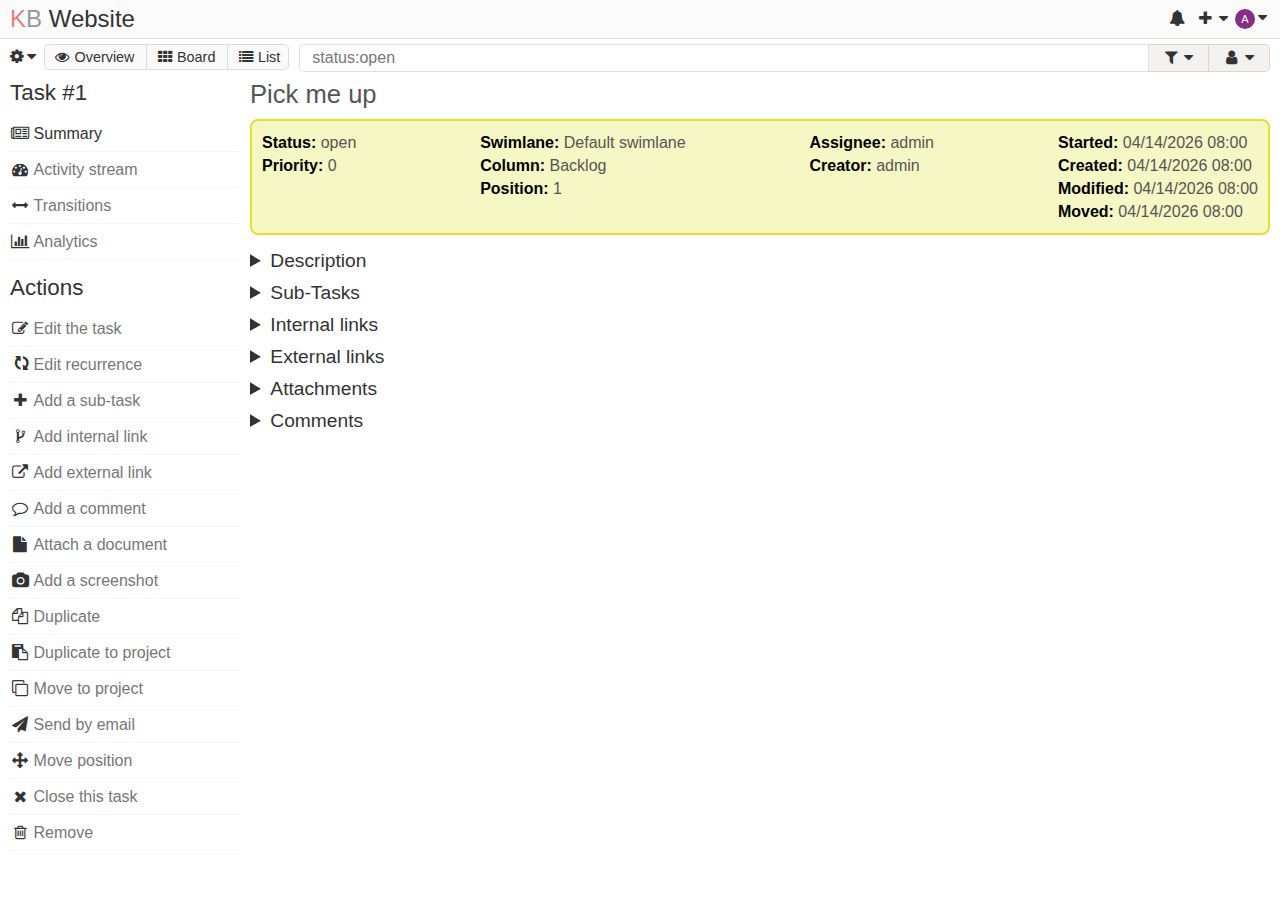 KB Website
A
Overview Board List status:open
Task #1
Summary
Activity stream
Transitions
Analytics
Actions
Edit the task
Edit recurrence
Add a sub-task
Add internal link
Add external link
Add a comment
Attach a document
Add a screenshot
Duplicate
Duplicate to project
Move to project
Send by email
Move position
Close this task
Remove
Pick me up
Status: open
Priority: 0
Swimlane: Default swimlane
Column: Backlog
Position: 1
Assignee: admin
Creator: admin
Started: 04/14/2026 08:00
Created: 04/14/2026 08:00
Modified: 04/14/2026 08:00
Moved: 04/14/2026 08:00
Description
Sub-Tasks
Internal links
External links
Attachments
Comments